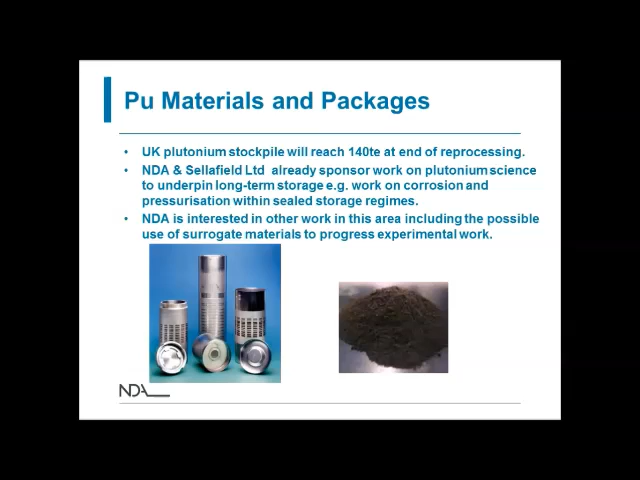 Pu Materials and Packages
• UK plutonium stockpile will reach 140te at end of reprocessing.
• NDA & Sellafield Ltd already sponsor work on plutonium science
to underpin long-term storage e.g. work on corrosion and
pressurisation within sealed storage regimes.
• NDA is interested in other work in this area including the possible
use of surrogate materials to progress experimental work.
NDA